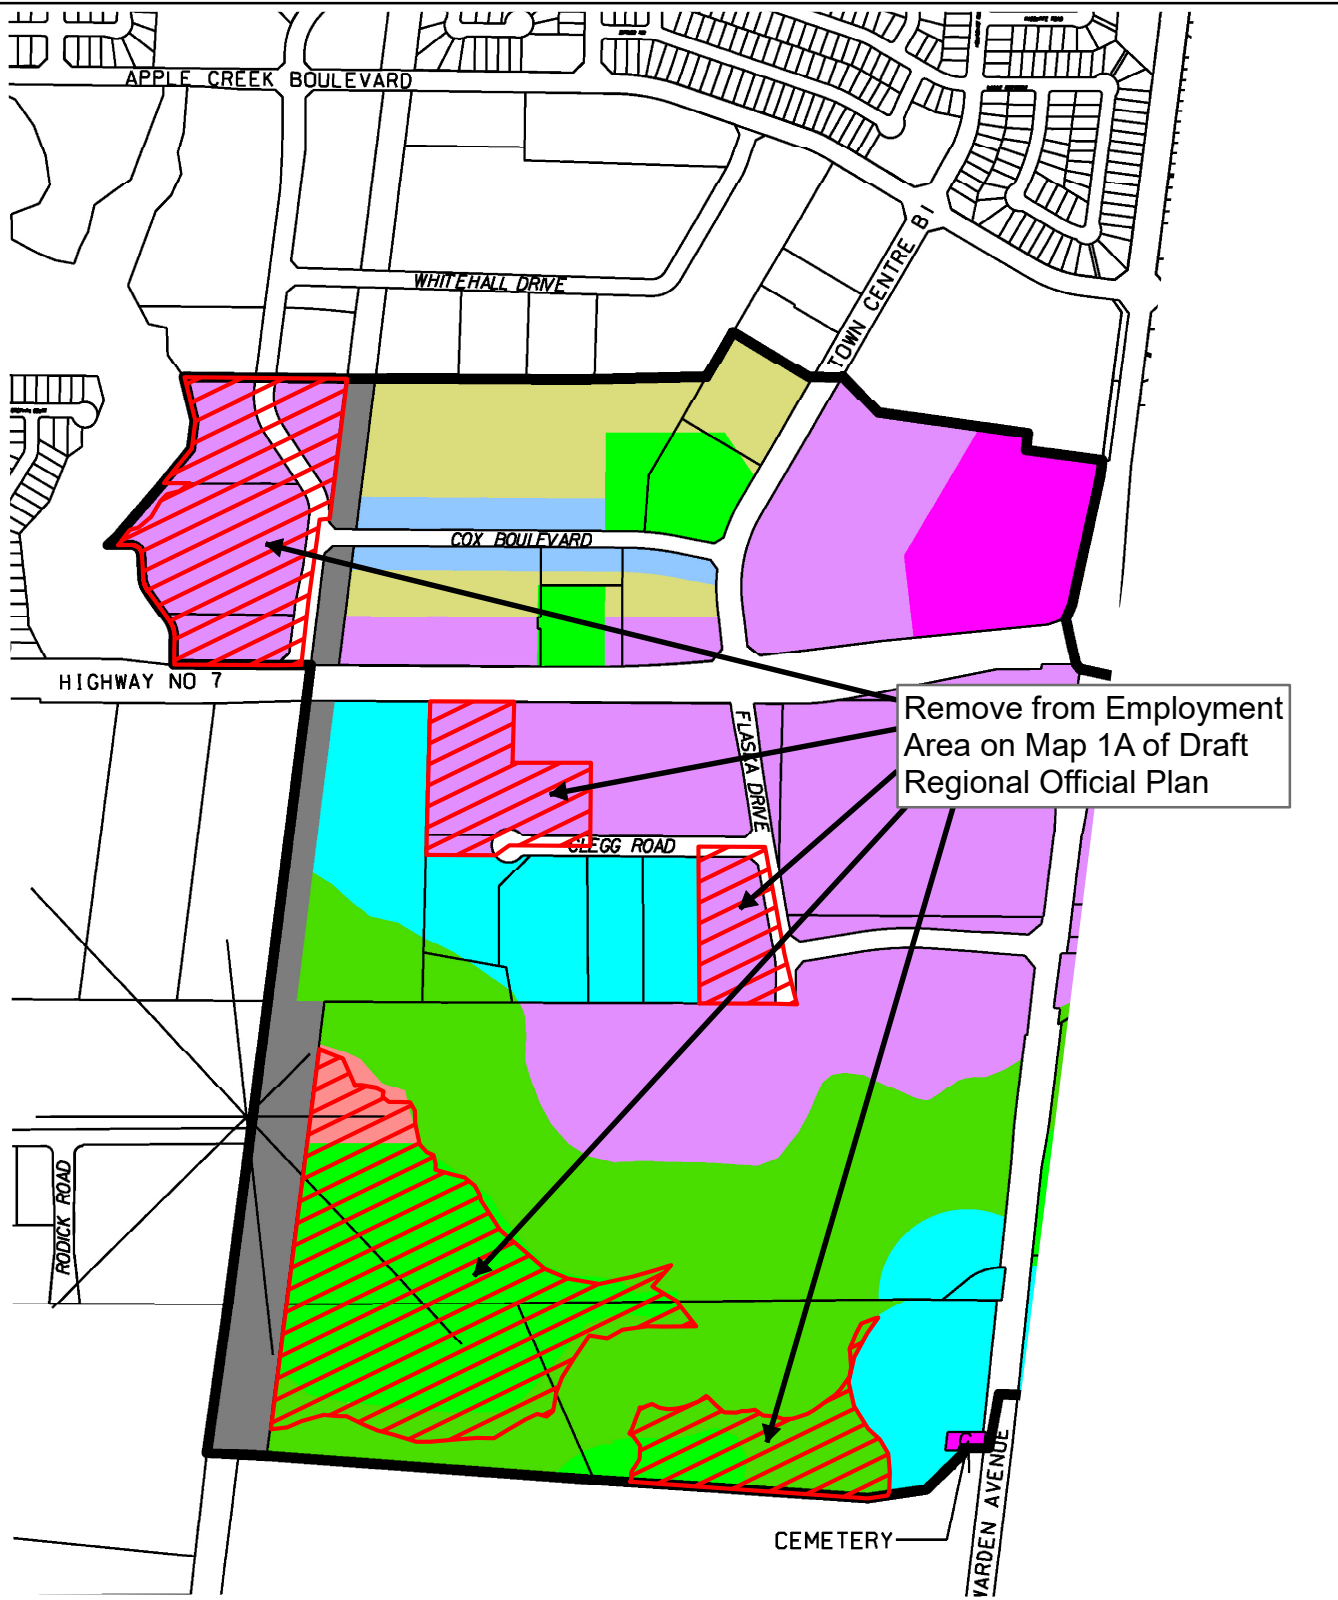 APPLE CREEK BOULEVARD
WHITEHALL DRIVE
TOWN CENTRE B
COX BOULEVARD
HIGHWAY NO 7
Remove from Employment
Area on Map 1A of Draft
Regional Official Plan
FLASKA DRIVE
CLEGG ROAD
RODICK ROAD
C
CEMETERY
WARDEN AVENUE